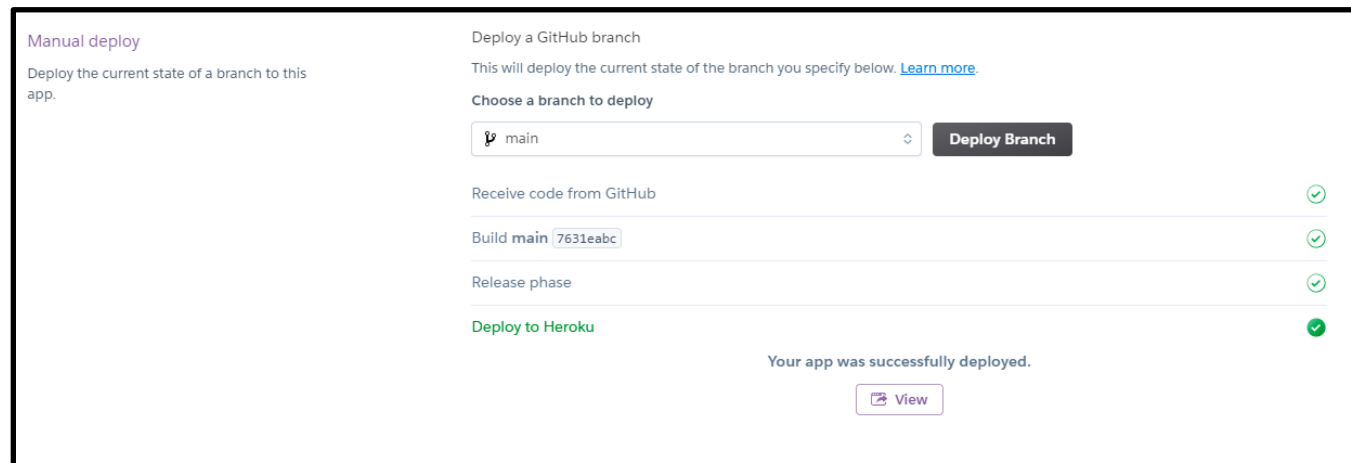 Manual deploy
Deploy the current state of a branch to this
app.
Deploy a GitHub branch
This will deploy the current state of the branch you specify below. Learn more.
Choose a branch to deploy
main
Deploy Branch
Receive code from GitHub
Build main 7631eabc
Release phase
Deploy to Heroku
Your app was successfully deployed.
View